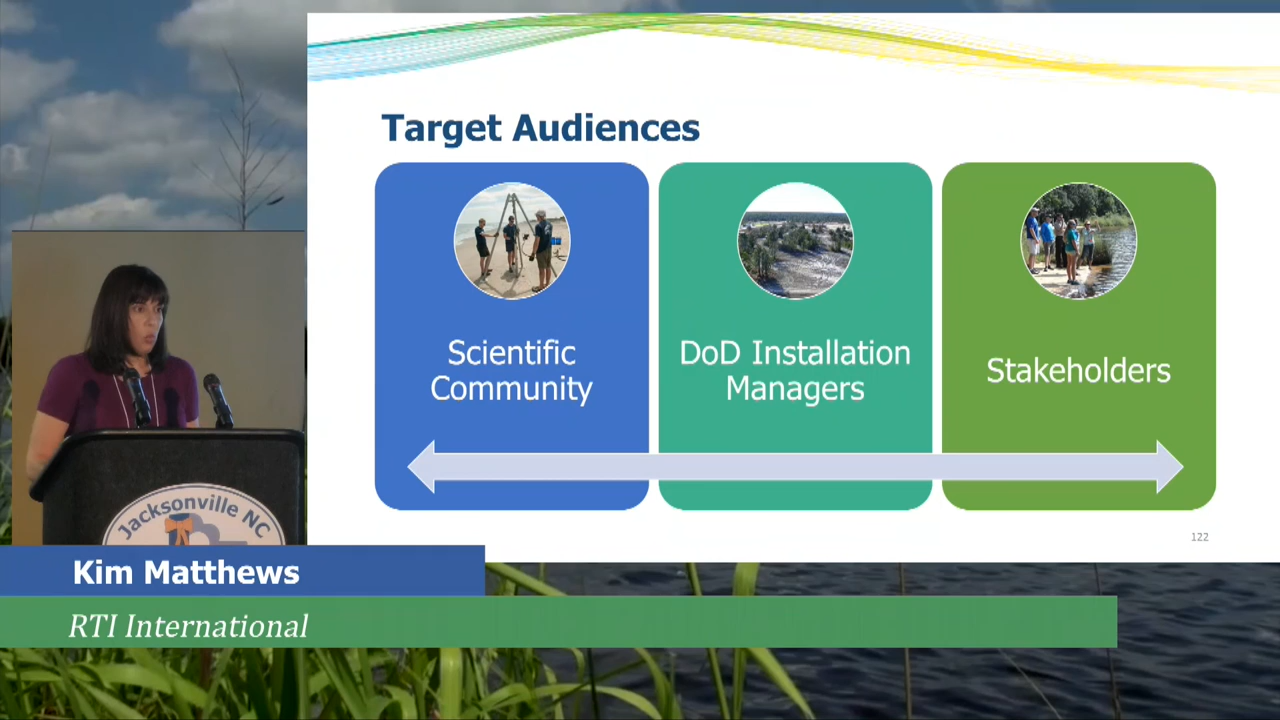 Target Audiences
Scientific
Community
DoD Installation
Managers
Stakeholders
122
Jacksonville NC
Kim Matthews
RTI International